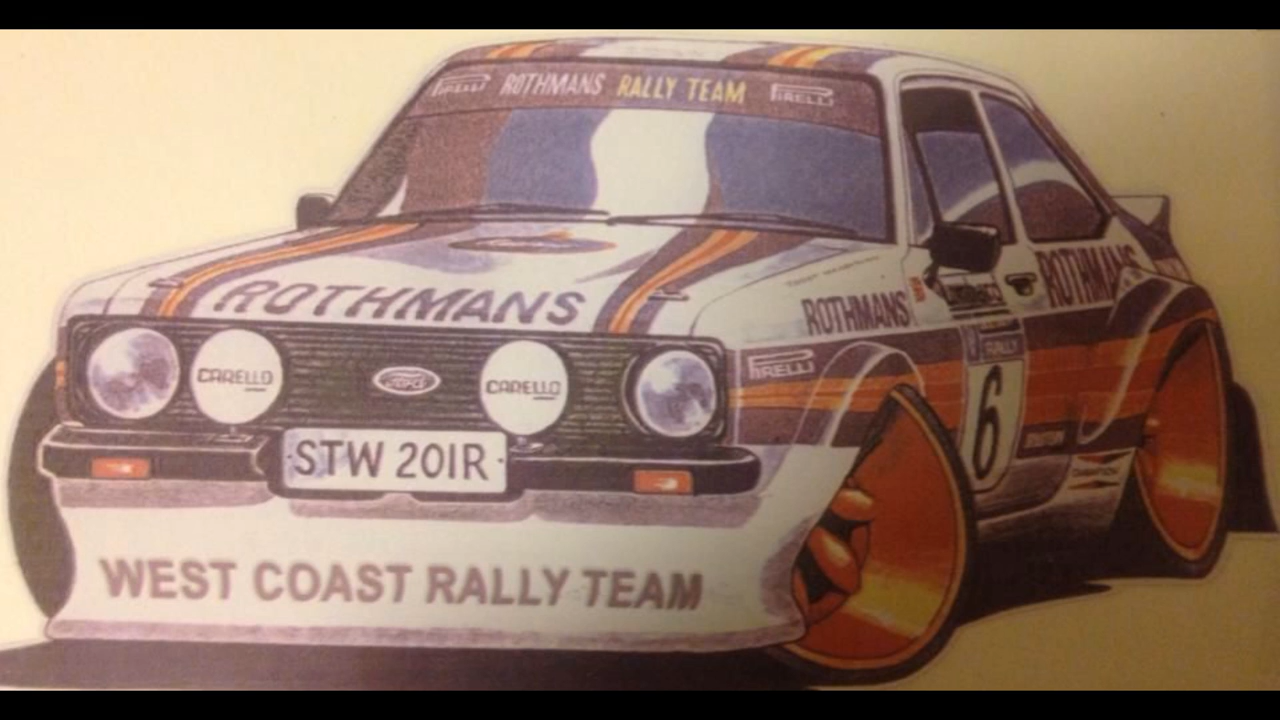 PIRELLI ROTHMANS RALLY TEAM PIRELLI
ROTHMANS
ROTHMANS
ROTHMANS
CARELLO
Ford
CARELLO
PIRELLI
RALLY
6
STW 201R
WEST COAST RALLY TEAM